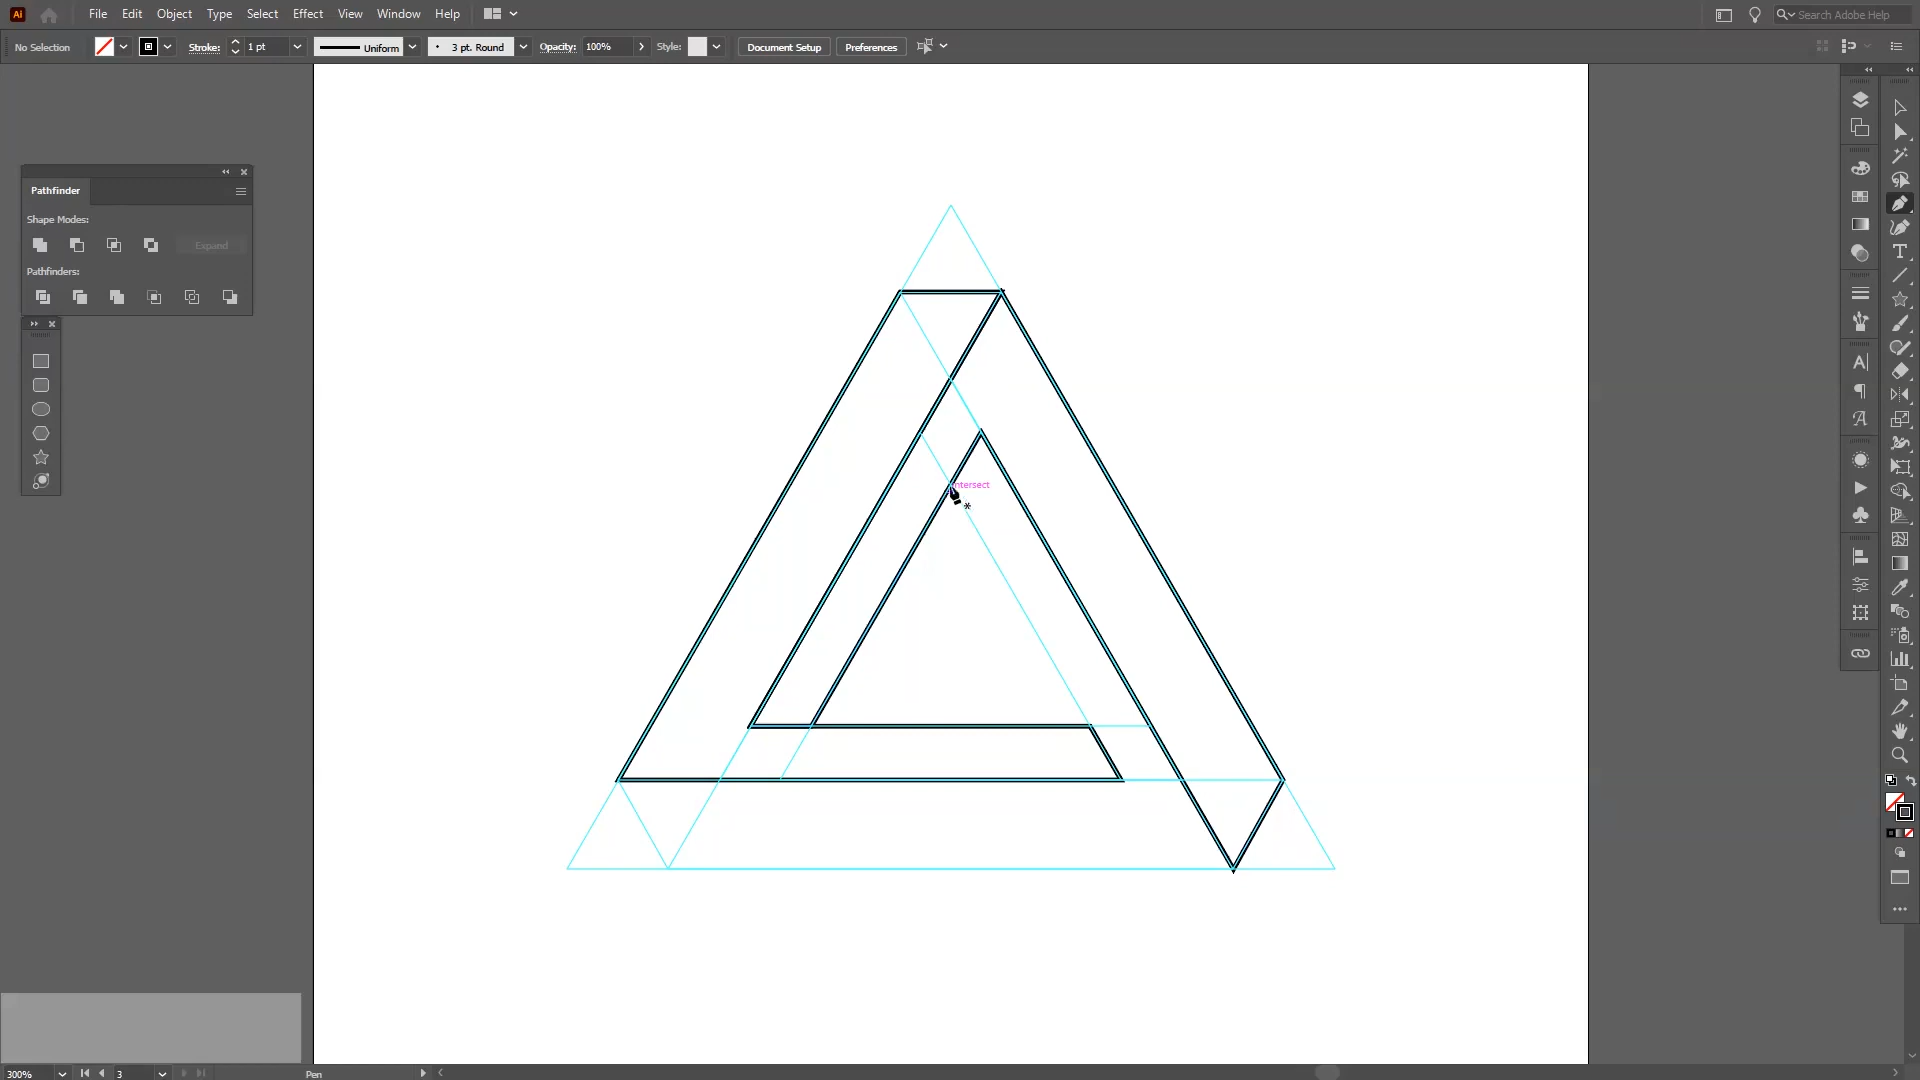 Ai File Edit Object Type Select Effect View Window Help Search Adobe Help
No Selection Stroke: 1 pt Uniform 3 pt. Round Opacity: 100% Style: Document Setup Preferences
Pathfinder
Shape Modes:
Expand
Pathfinders:
intersect
300% 3 Pen